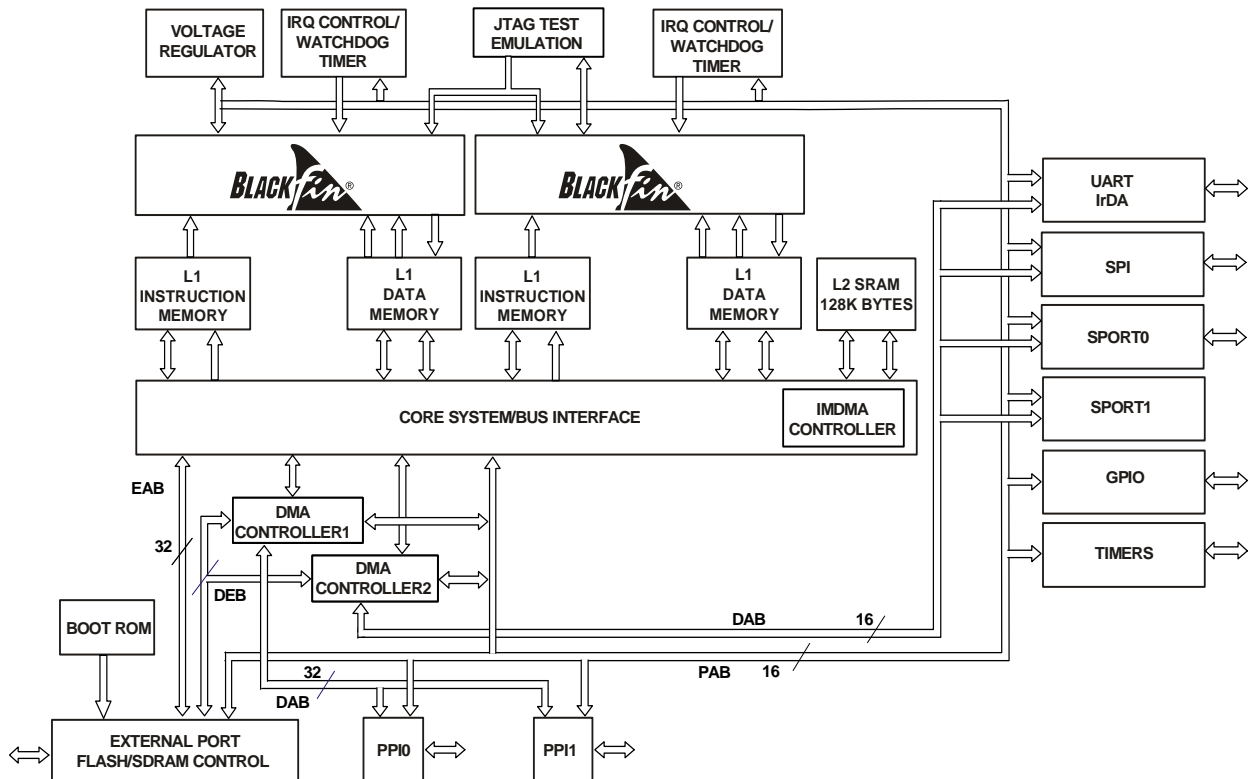 VOLTAGE
REGULATOR
IRQ CONTROL/
WATCHDOG
TIMER
JTAG TEST
EMULATION
IRQ CONTROL/
WATCHDOG
TIMER
BLACKfin®
BLACKfin®
UART
IrDA
SPI
SPORT0
SPORT1
GPIO
TIMERS
L1
INSTRUCTION
MEMORY
L1
DATA
MEMORY
L1
INSTRUCTION
MEMORY
L1
DATA
MEMORY
L2 SRAM
128K BYTES
CORE SYSTEM/BUS INTERFACE
IMDMA
CONTROLLER
EAB
32
DMA
CONTROLLER1
DMA
CONTROLLER2
DEB
BOOT ROM
DAB
16
PAB
16
32
DAB
EXTERNAL PORT
FLASH/SDRAM CONTROL
PPI0
PPI1